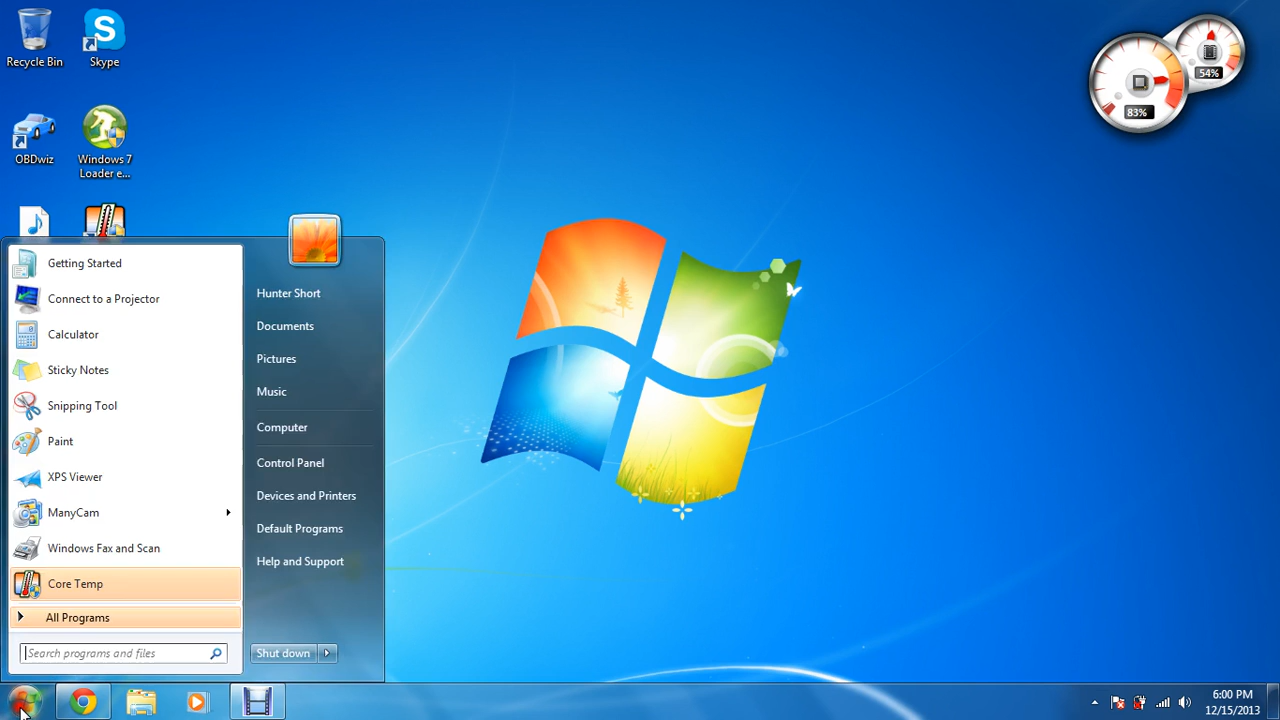 Recycle Bin
Skype
OBDwiz
Windows 7
Loader e...
83%
54%
Getting Started
Connect to a Projector
Calculator
Sticky Notes
Snipping Tool
Paint
XPS Viewer
ManyCam
Windows Fax and Scan
Core Temp
All Programs
Search programs and files
Hunter Short
Documents
Pictures
Music
Computer
Control Panel
Devices and Printers
Default Programs
Help and Support
Shut down
6:00 PM
12/15/2013